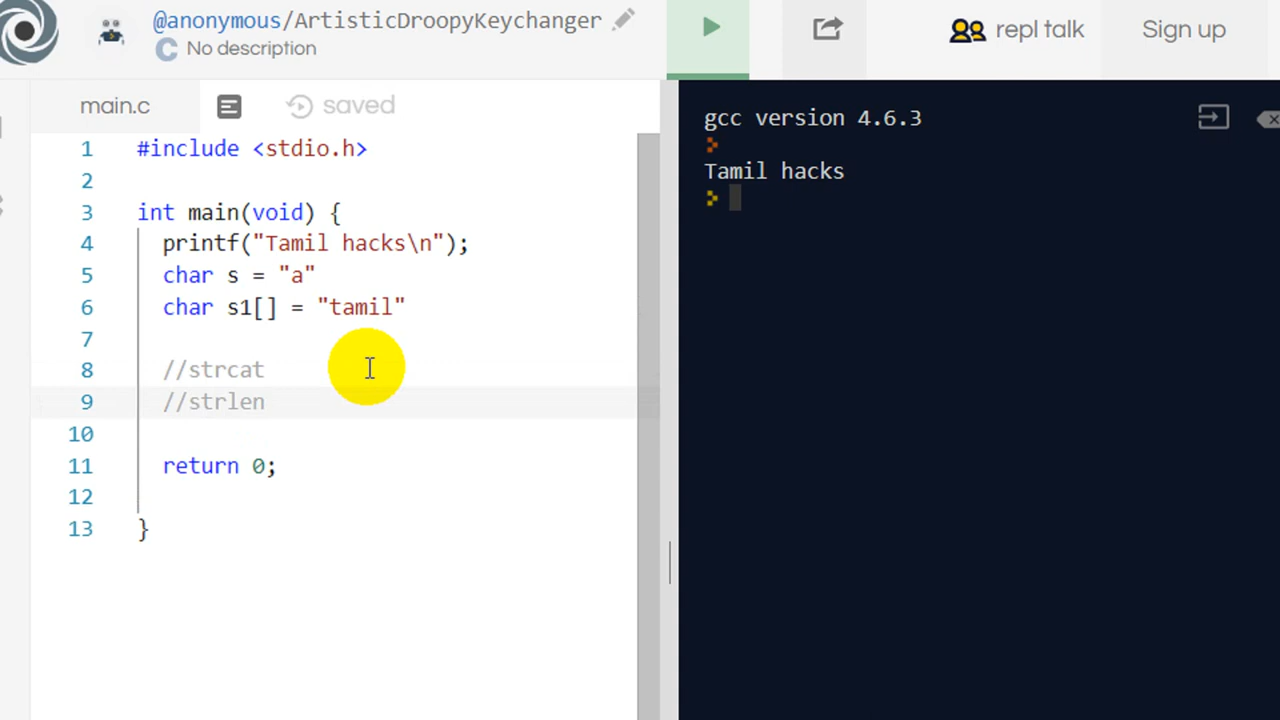 @anonymous/ArtisticDroopyKeychanger
No description
repl talk
Sign up
main.c
saved
1 #include <stdio.h>
2
3 int main(void) {
4 printf("Tamil hacks\n");
5 char s = "a"
6 char s1[] = "tamil"
7
8 //strcat
9 //strlen
10
11 return 0;
12
13 }
gcc version 4.6.3
Tamil hacks